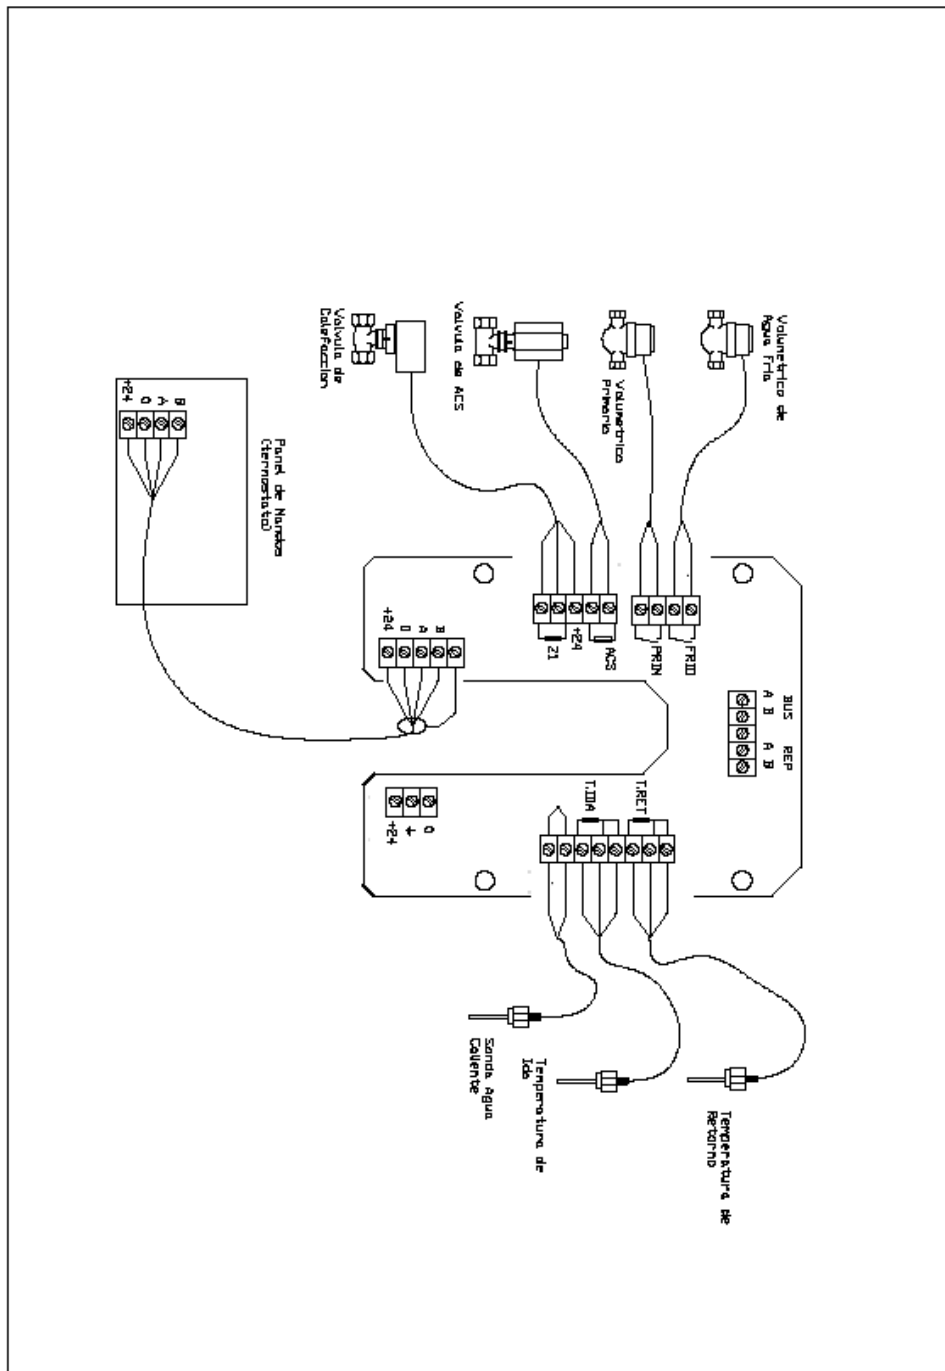 Volumetrico de
Agua Fria
BUS REP
A B A B
Temperatura de
Retorno
FRIO
PRIN
T.RET
Volumetrico
Primario
ACS
+24
Z1
T.IDA
Temperatura de
Ida
Valvula de ACS
Sonda Agua
Caliente
Valvula de
Calefaccion
B
A
0
+24
0
+24
Panel de Mandos
(termostato)
B
A
0
+24